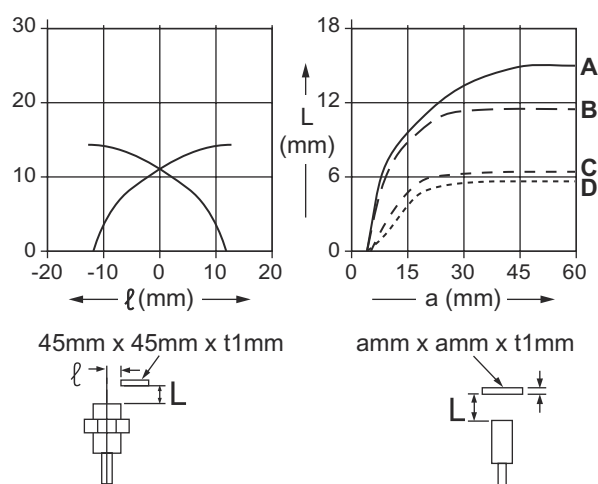 30
20
10
0
-20 -10 0 10 20
ℓ (mm)
18
12
6
0
L
(mm)
A
B
C
D
0 15 30 45 60
a (mm)
45mm x 45mm x t1mm
ℓ
L
amm x amm x t1mm
L